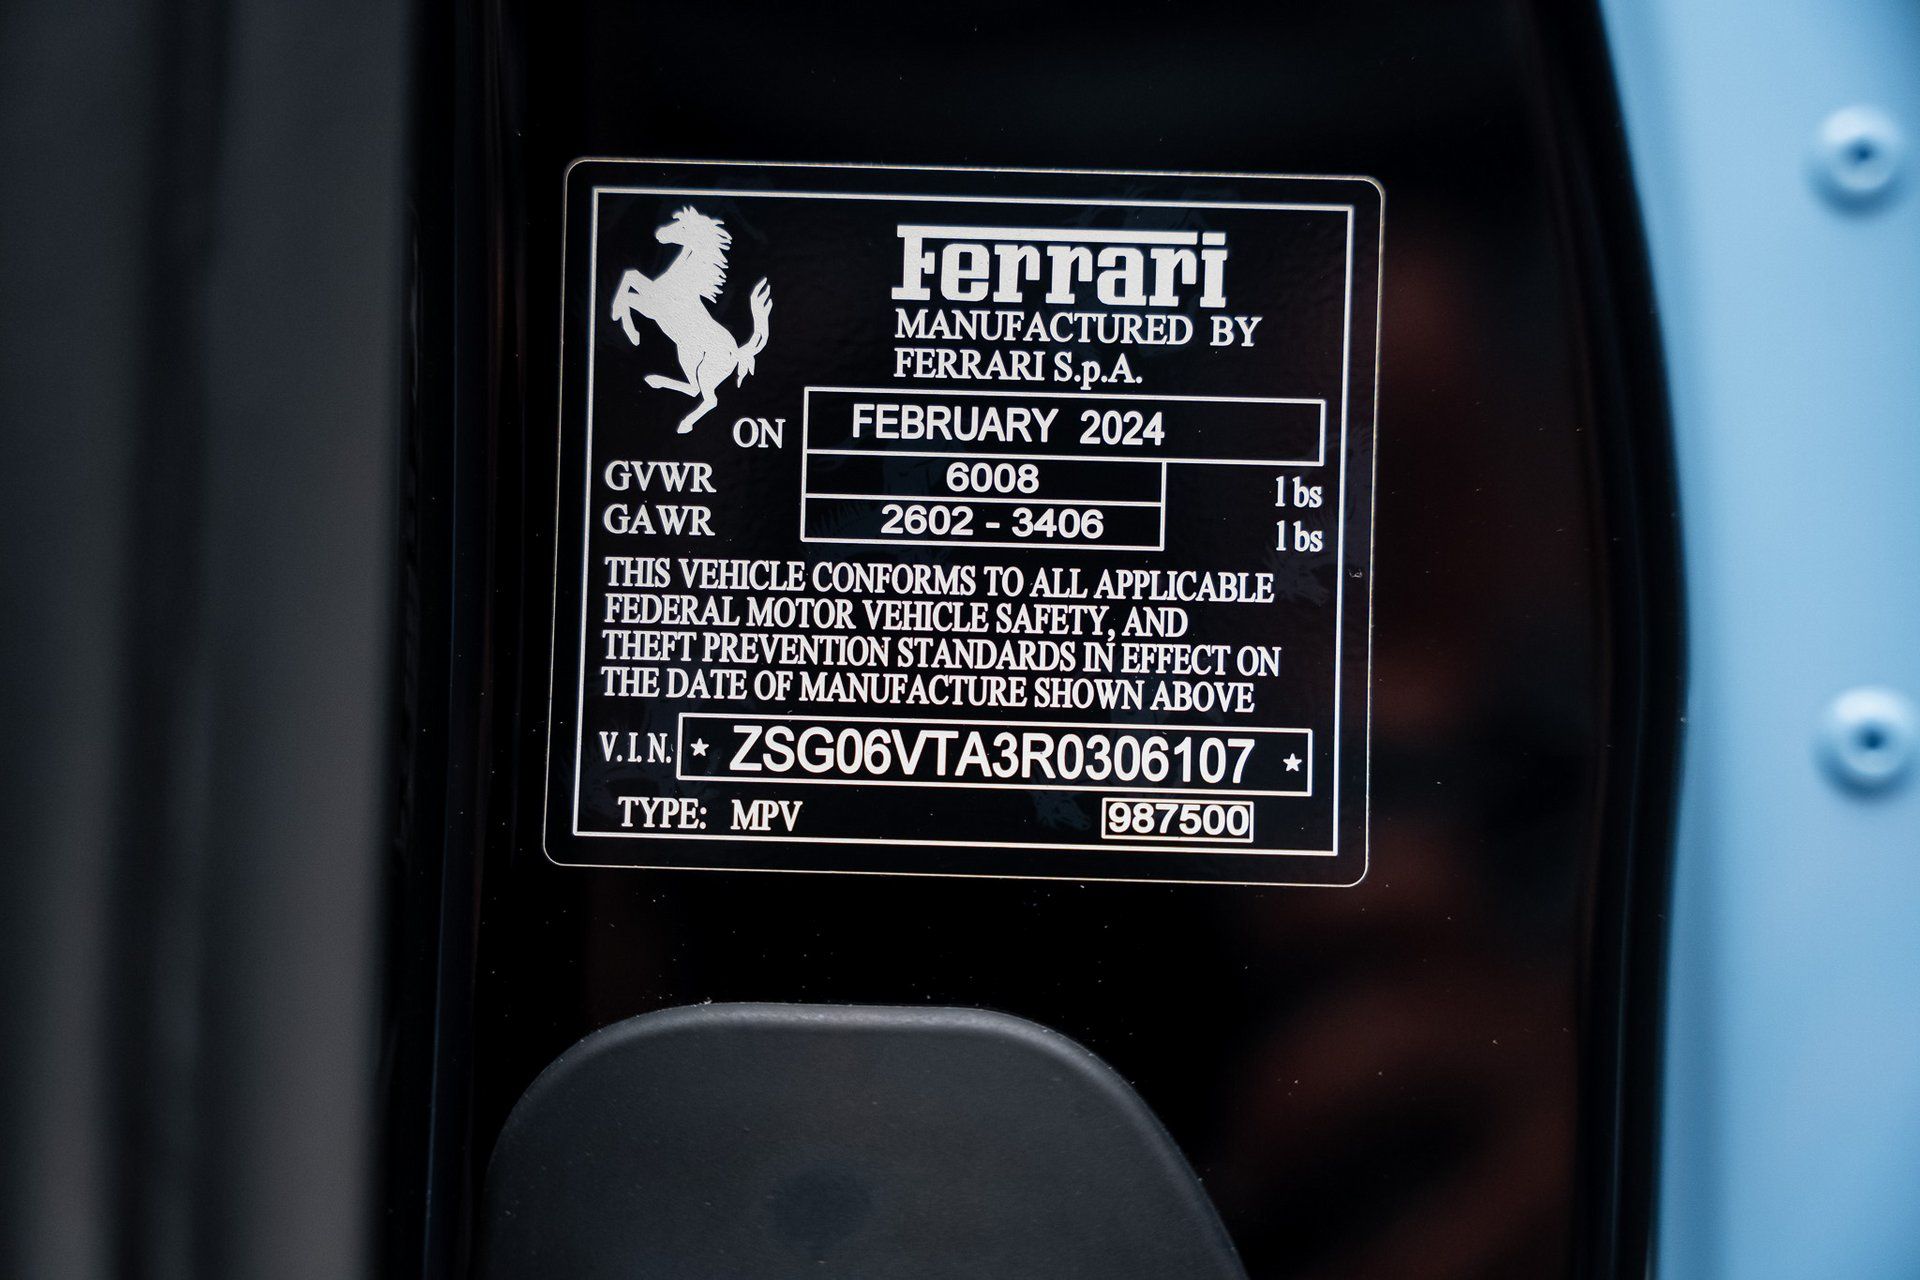 Ferrari
MANUFACTURED BY
FERRARI S.p.A.
ON FEBRUARY 2024
GVWR 6008 lbs
GAWR 2602 - 3406 lbs
THIS VEHICLE CONFORMS TO ALL APPLICABLE
FEDERAL MOTOR VEHICLE SAFETY, AND
THEFT PREVENTION STANDARDS IN EFFECT ON
THE DATE OF MANUFACTURE SHOWN ABOVE
V.I.N. ★ ZSG06VTA3R0306107 ★
TYPE: MPV 987500